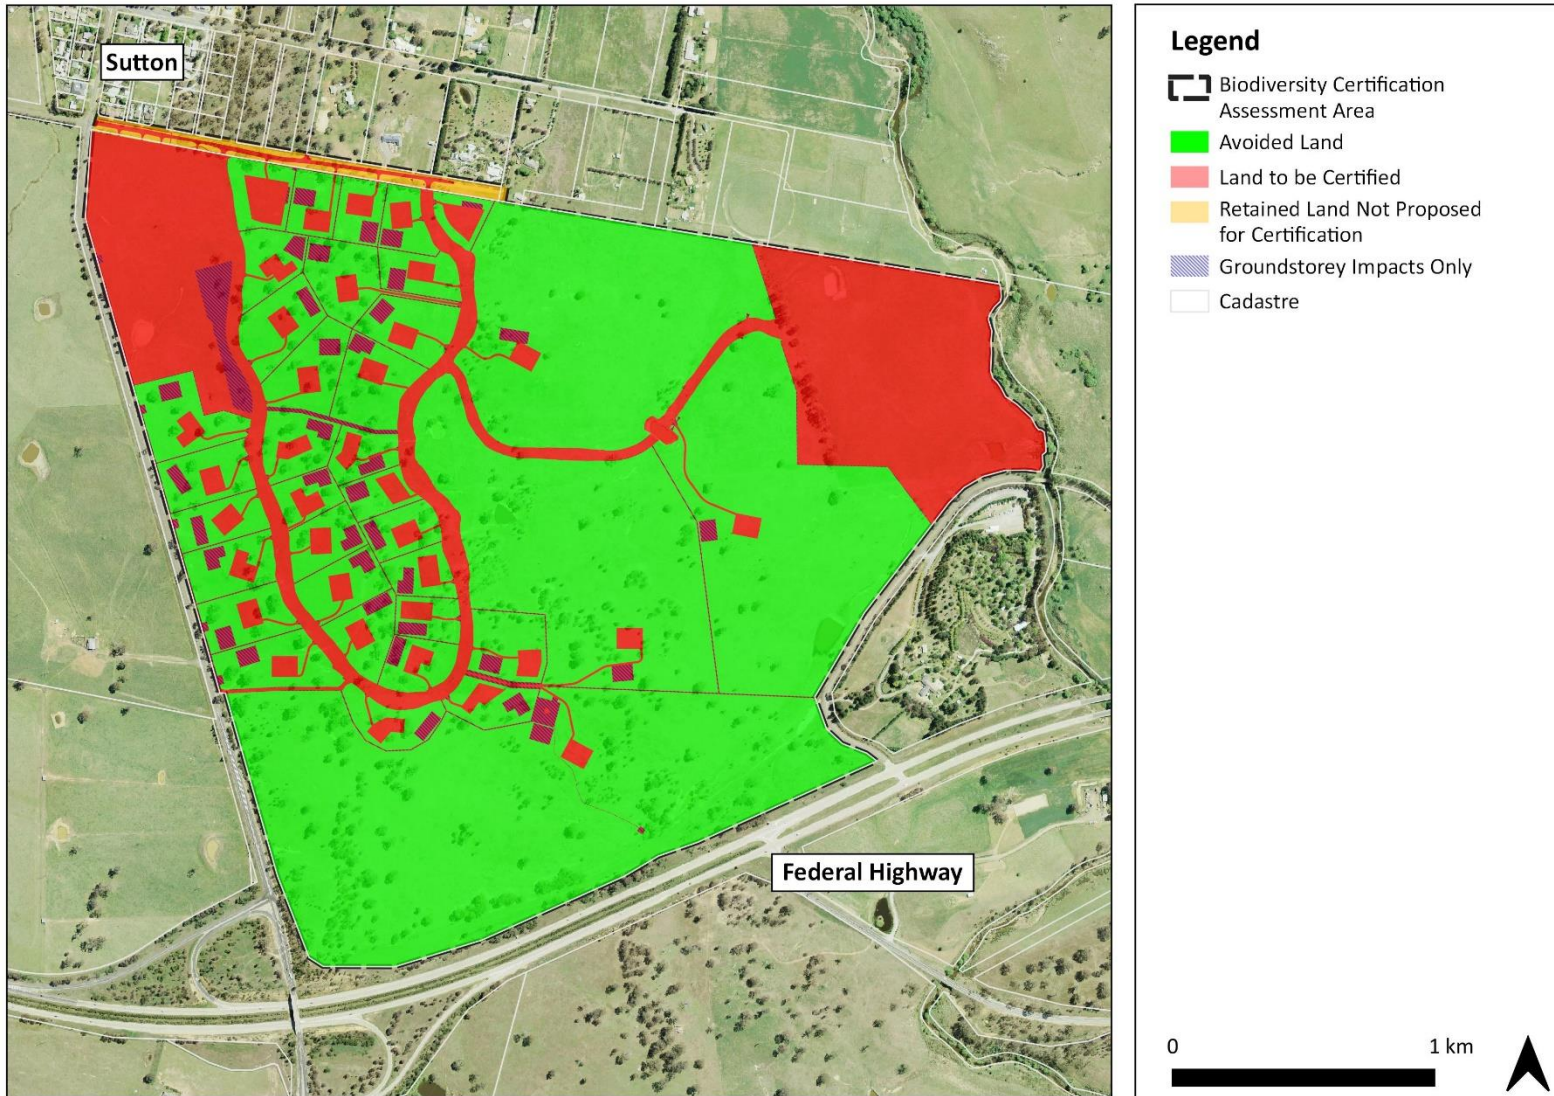 Sutton
Federal Highway
Legend
Biodiversity Certification
Assessment Area
Avoided Land
Land to be Certified
Retained Land Not Proposed
for Certification
Groundstorey Impacts Only
Cadastre
0 1 km